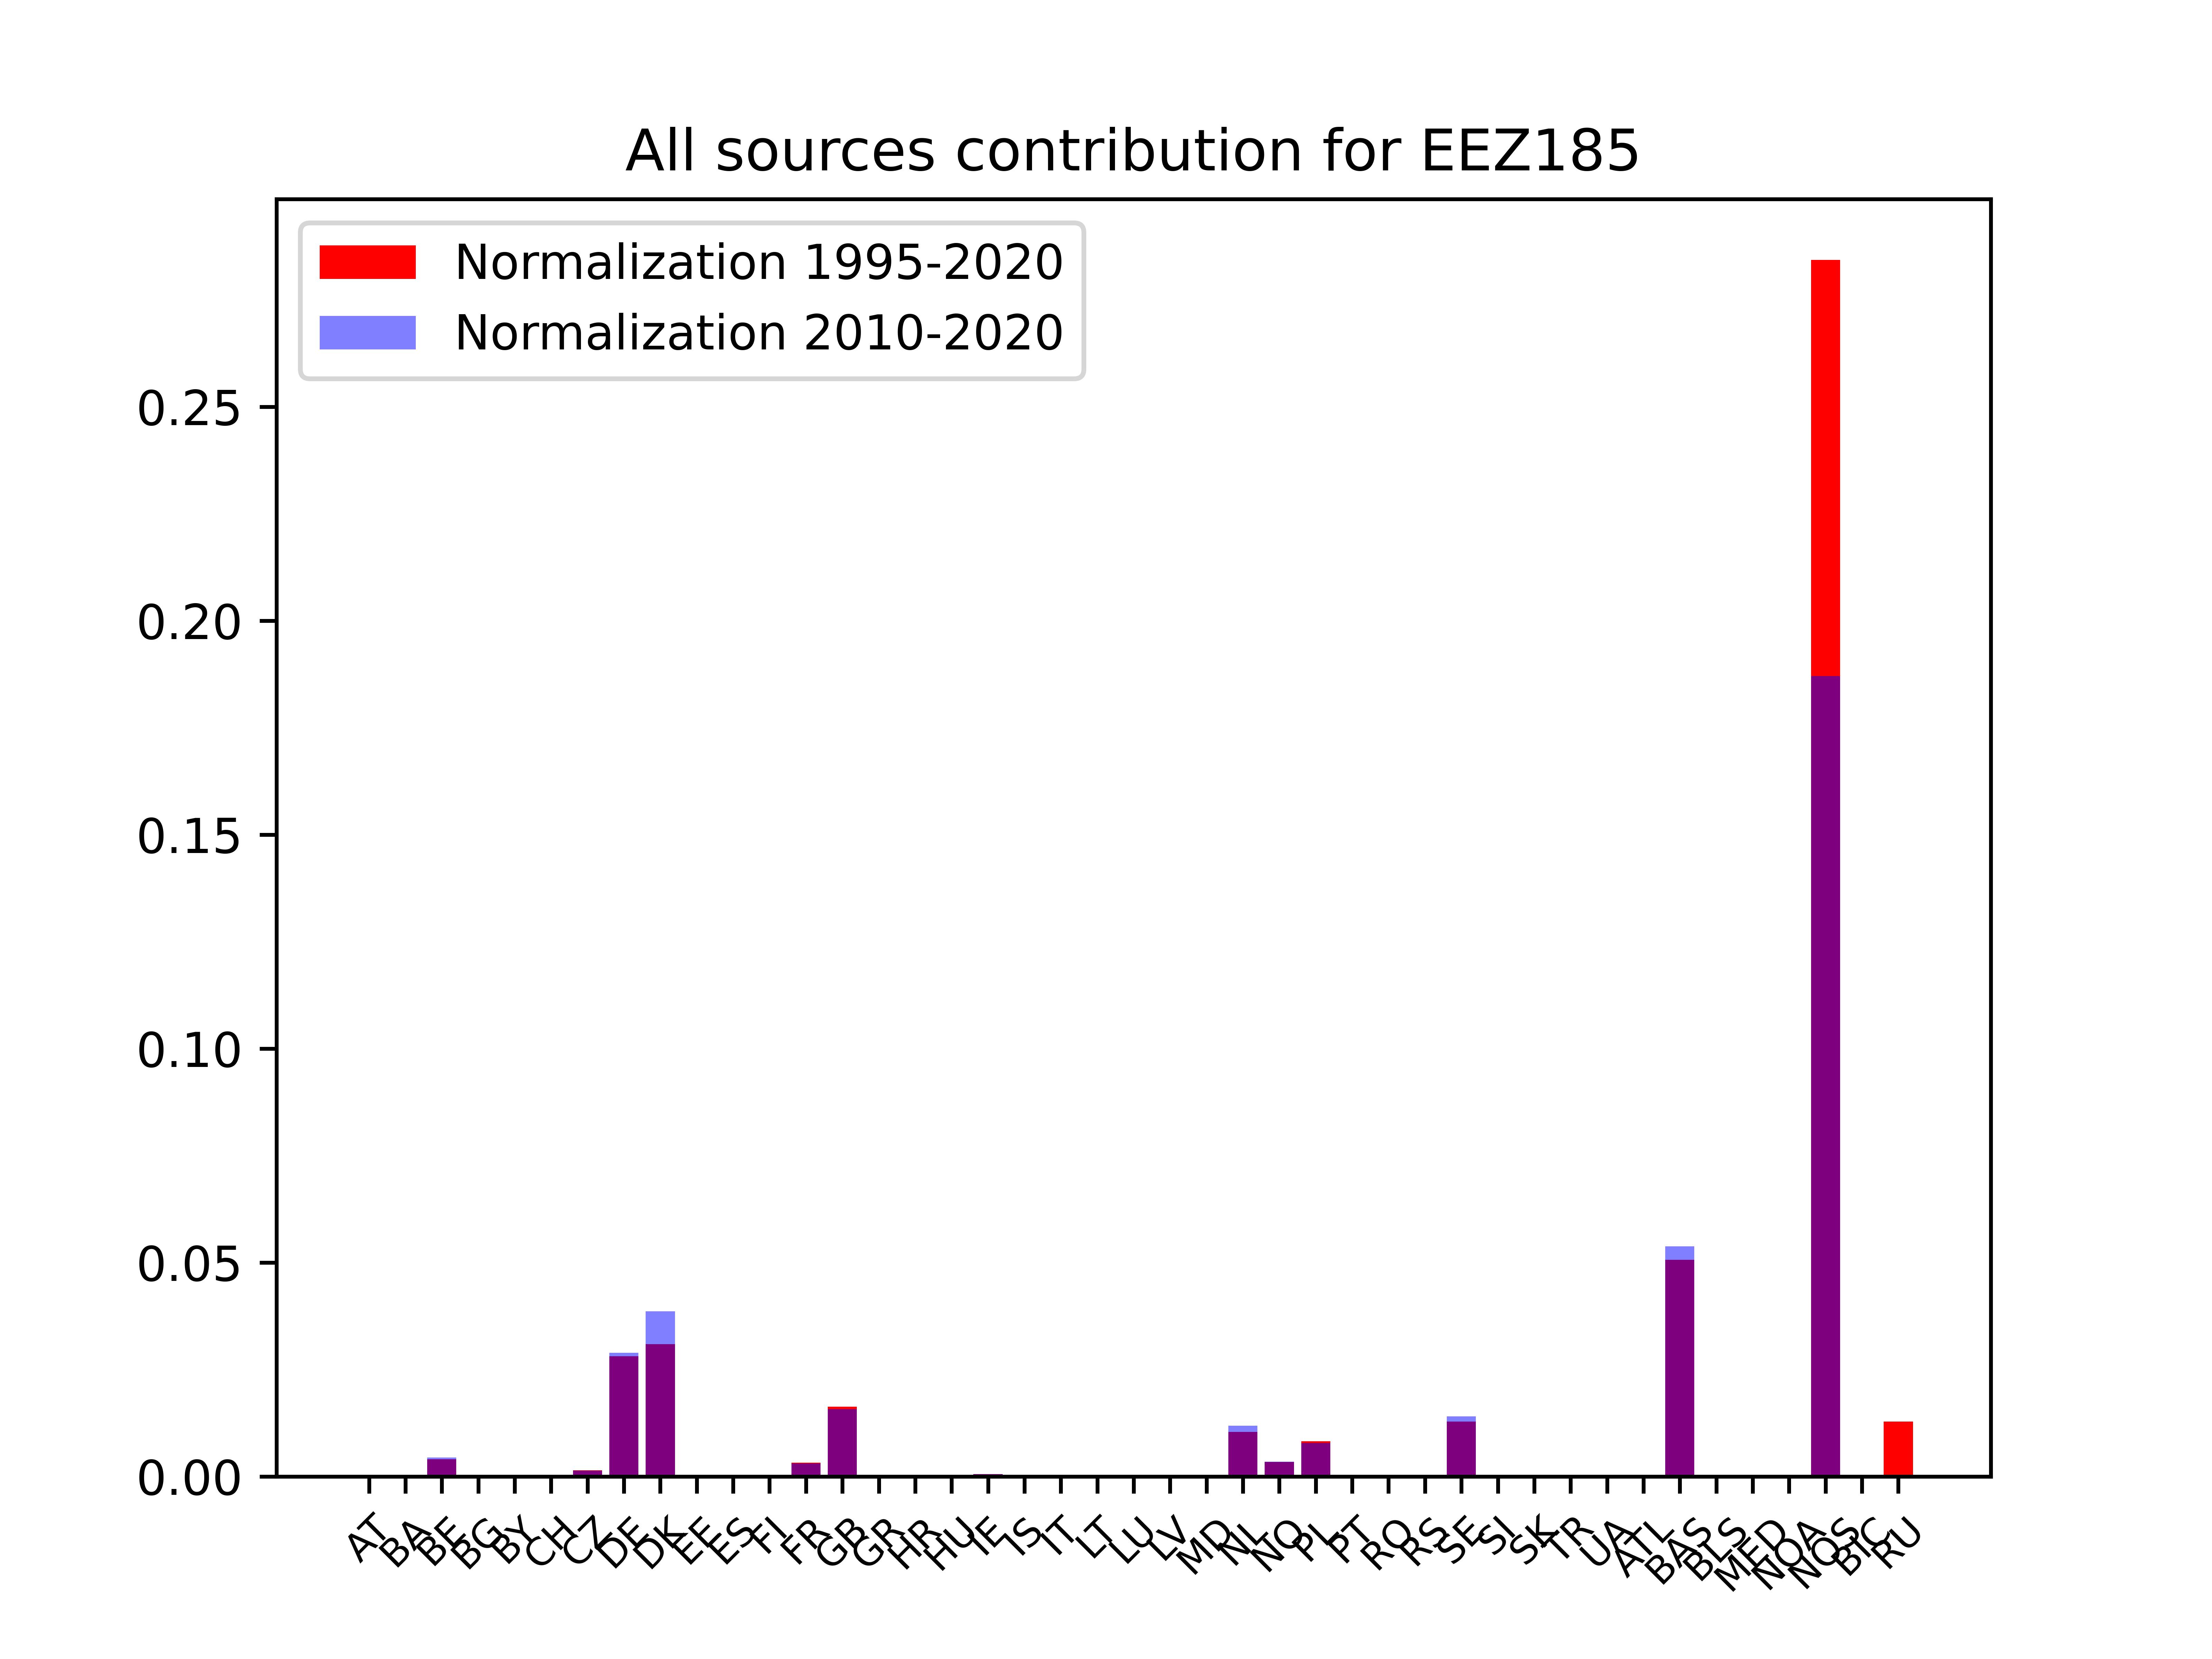 All sources contribution for EEZ185
Normalization 1995-2020
Normalization 2010-2020
0.25
0.20
0.15
0.10
0.05
0.00
AT
BA
BE
BG
BY
CH
CZ
DE
DK
EE
ES
FI
FR
GB
GR
HR
HU
IE
IS
IT
LT
LU
LV
MD
NL
NO
PL
PT
RO
RS
SE
SI
SK
TR
UA
ATL
BAS
BLS
MED
NOA
NOS
BIC
RU